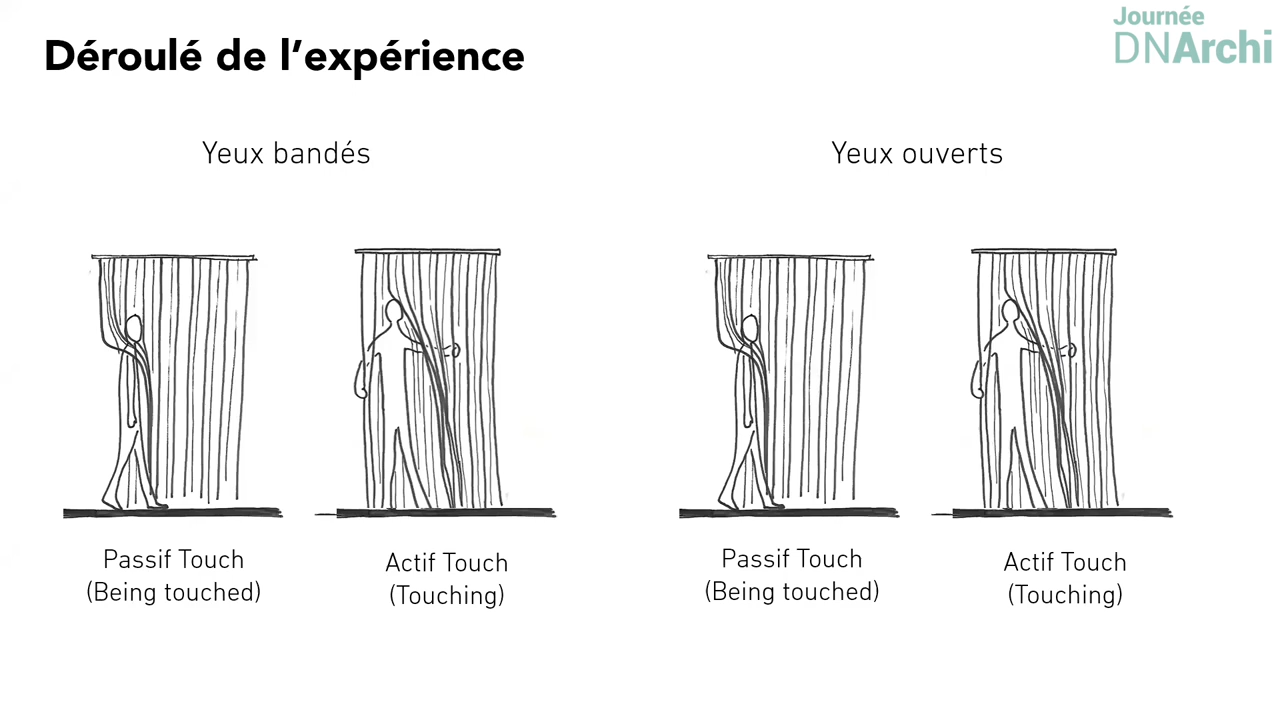 Journée
DNArchi
Déroulé de l’expérience
Yeux bandés
Yeux ouverts
Passif Touch
(Being touched)
Actif Touch
(Touching)
Passif Touch
(Being touched)
Actif Touch
(Touching)